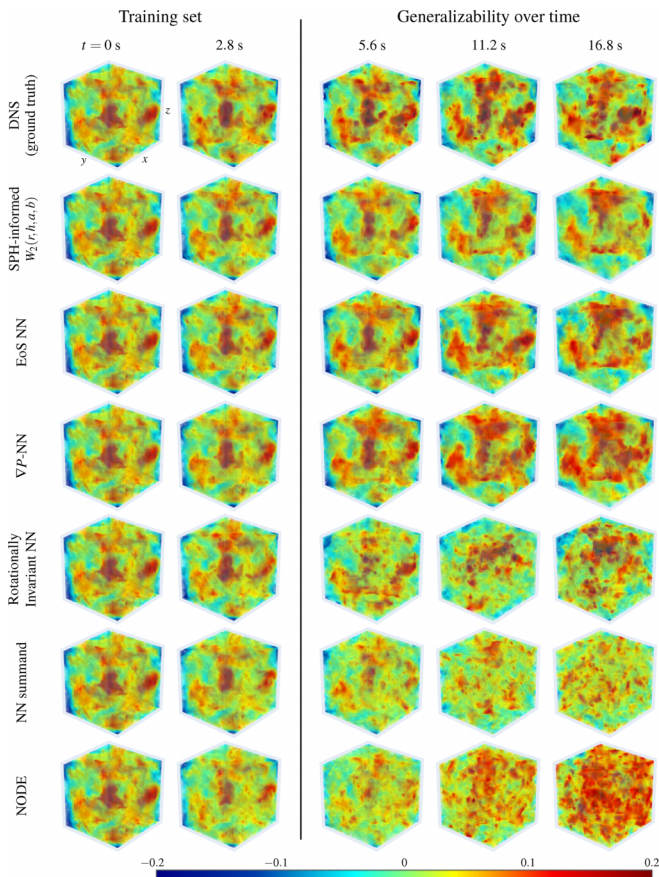 Training set
Generalizability over time
t = 0 s
2.8 s
5.6 s
11.2 s
16.8 s
DNS
(ground truth)
z
y
x
SPH-informed
W₂(r, h, a, b)
EoS NN
∇P-NN
Rotationally
Invariant NN
NN summand
NODE
−0.2
−0.1
0
0.1
0.2